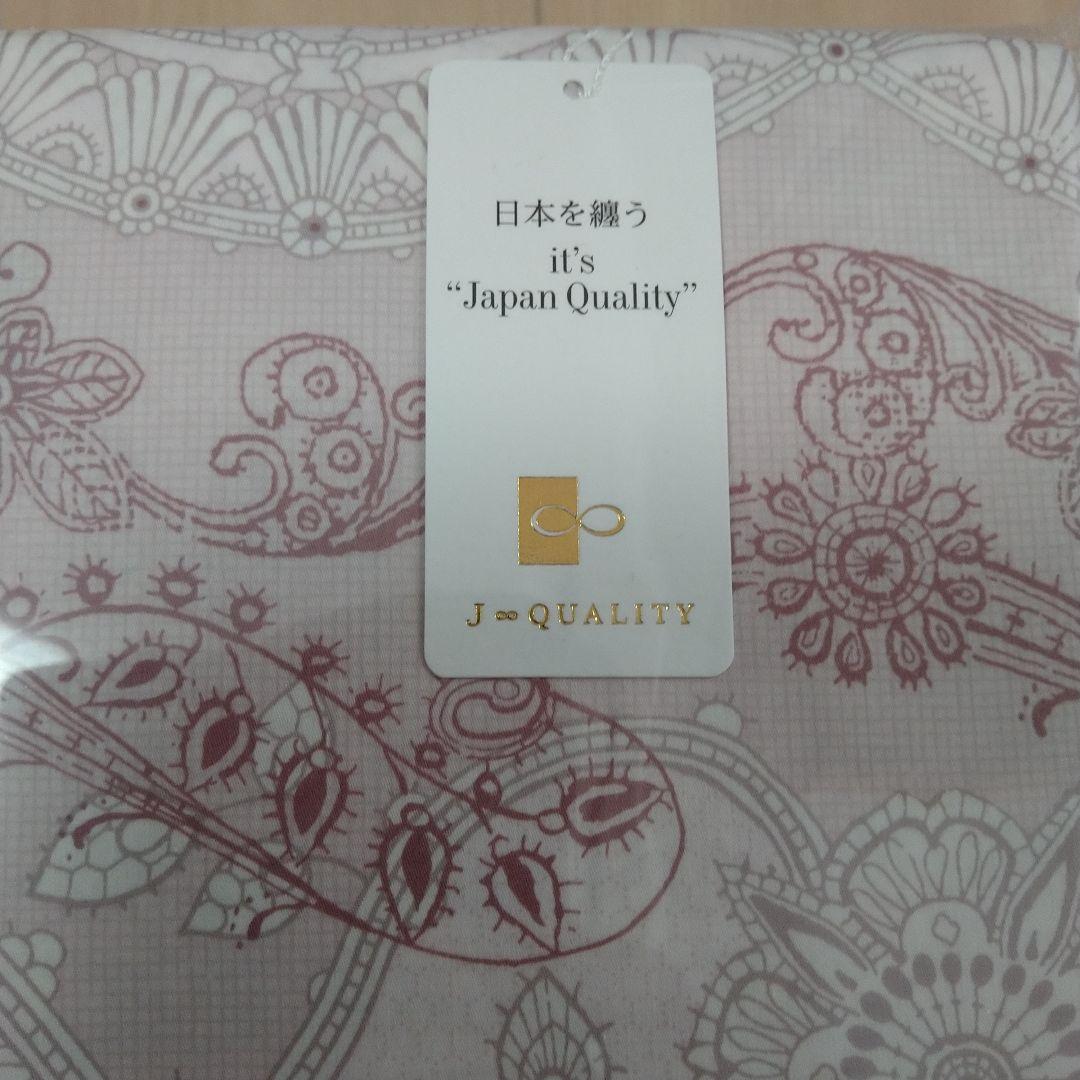 日本を纏う
it's
“Japan Quality”
J∞QUALITY